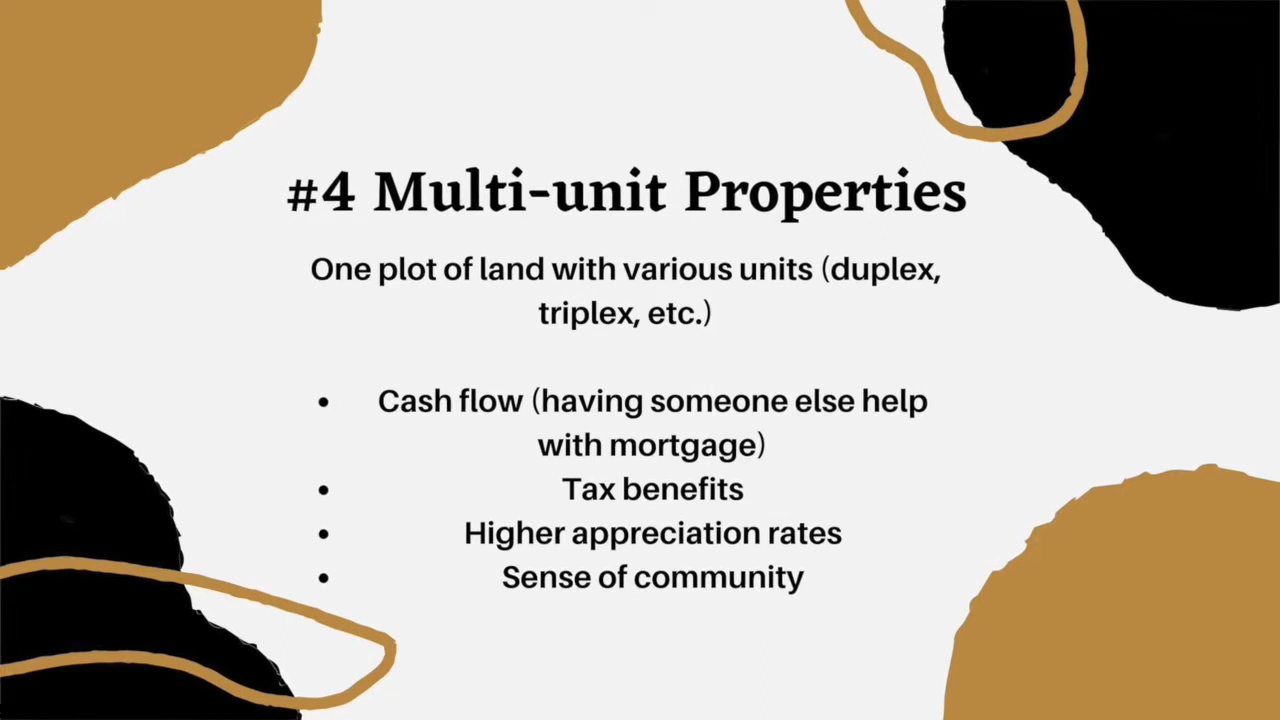 #4 Multi-unit Properties
One plot of land with various units (duplex,
triplex, etc.)
• Cash flow (having someone else help
with mortgage)
• Tax benefits
• Higher appreciation rates
• Sense of community